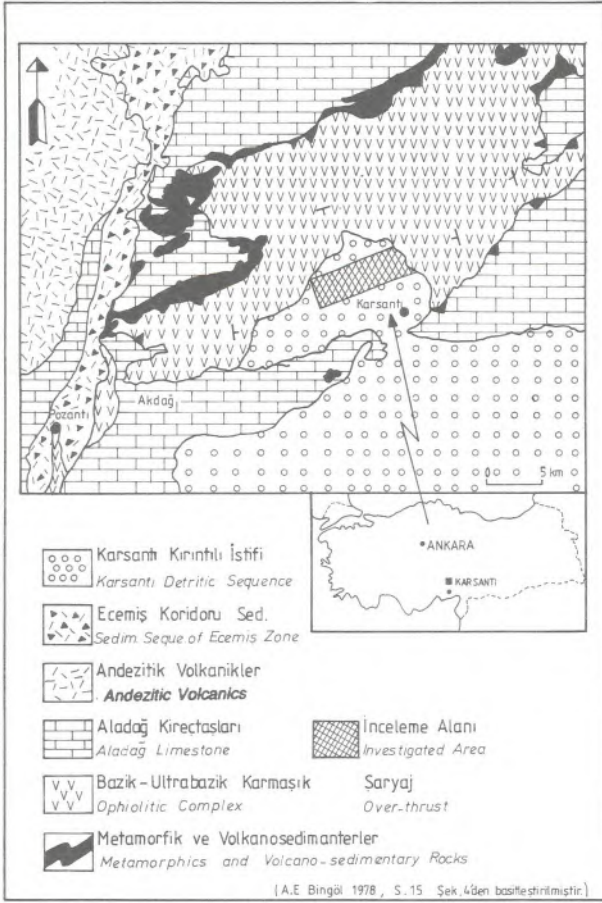 Karsantı
Akdağ
Pozantı
0 5 km
ANKARA
KARSANTI
Karsantı Kırıntılı İstifi
Karsantı Detritic Sequence
Ecemiş Koridoru Sed.
Sedim. Seque of Ecemiş Zone
Andezitik Volkanikler
Andezitic Volcanics
Aladağ Kireçtaşları
Aladağ Limestone
İnceleme Alanı
Investigated Area
Bazik-Ultrabazik Karmaşık
Ophiolitic Complex
Şaryaj
Over-thrust
Metamorfik ve Volkanosedimanterler
Metamorphics and Volcano-sedimentary Rocks
(A.E Bingöl 1978, S.15 Şek.4'den basitleştirilmiştir.)